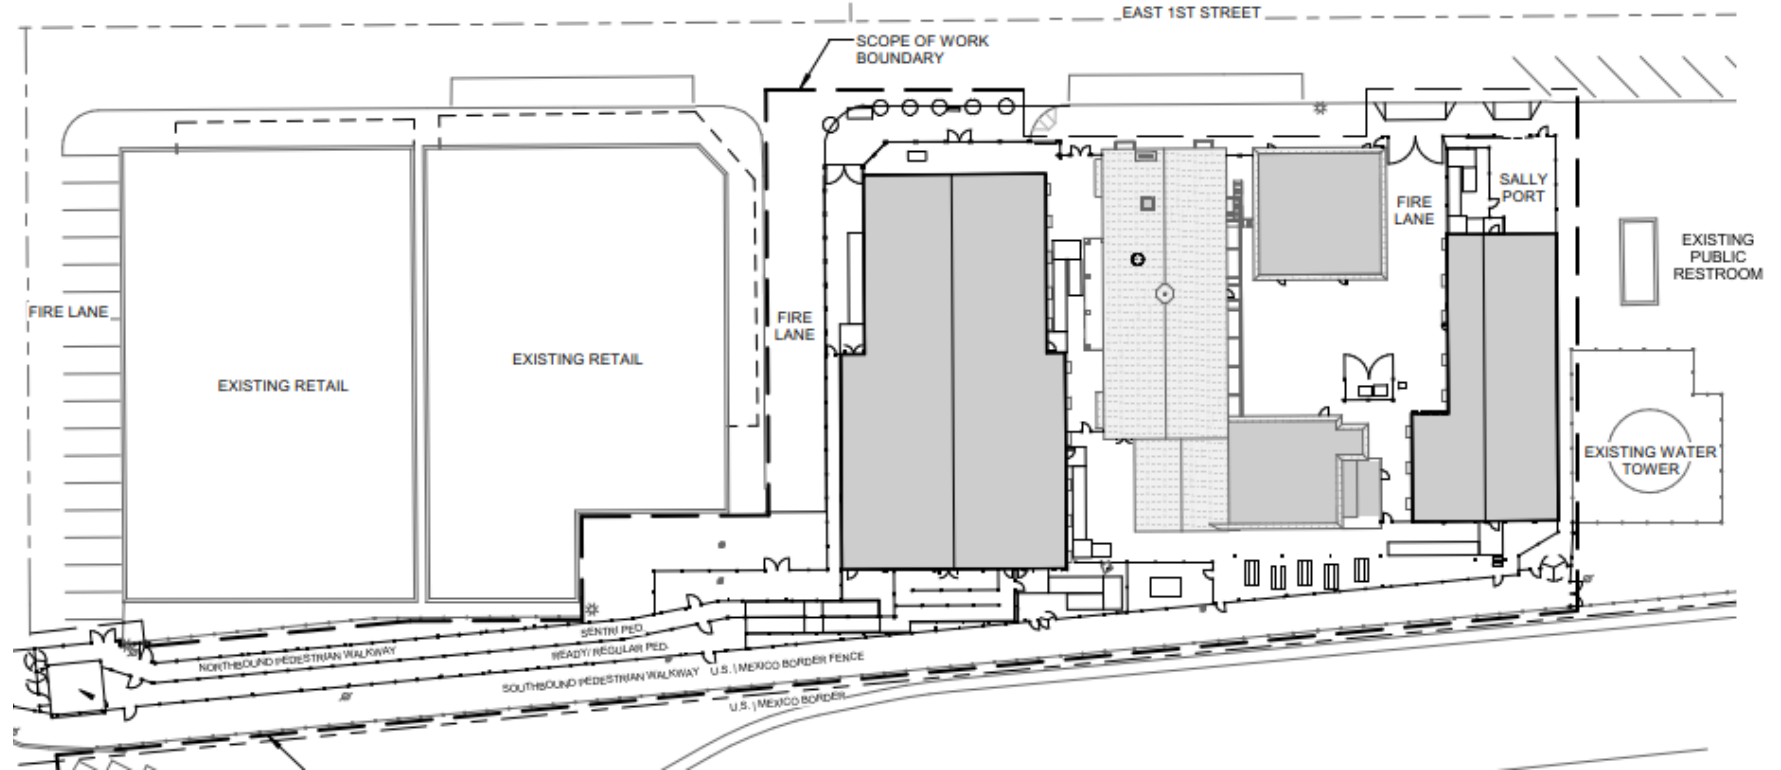 EAST 1ST STREET
SCOPE OF WORK
BOUNDARY
SALLY
PORT
FIRE
LANE
EXISTING
PUBLIC
RESTROOM
FIRE LANE
FIRE
LANE
EXISTING RETAIL
EXISTING RETAIL
EXISTING WATER
TOWER
SENTRI PED.
READY/ REGULAR PED.
NORTHBOUND PEDESTRIAN WALKWAY
U.S. | MEXICO BORDER FENCE
SOUTHBOUND PEDESTRIAN WALKWAY
U.S. | MEXICO BORDER